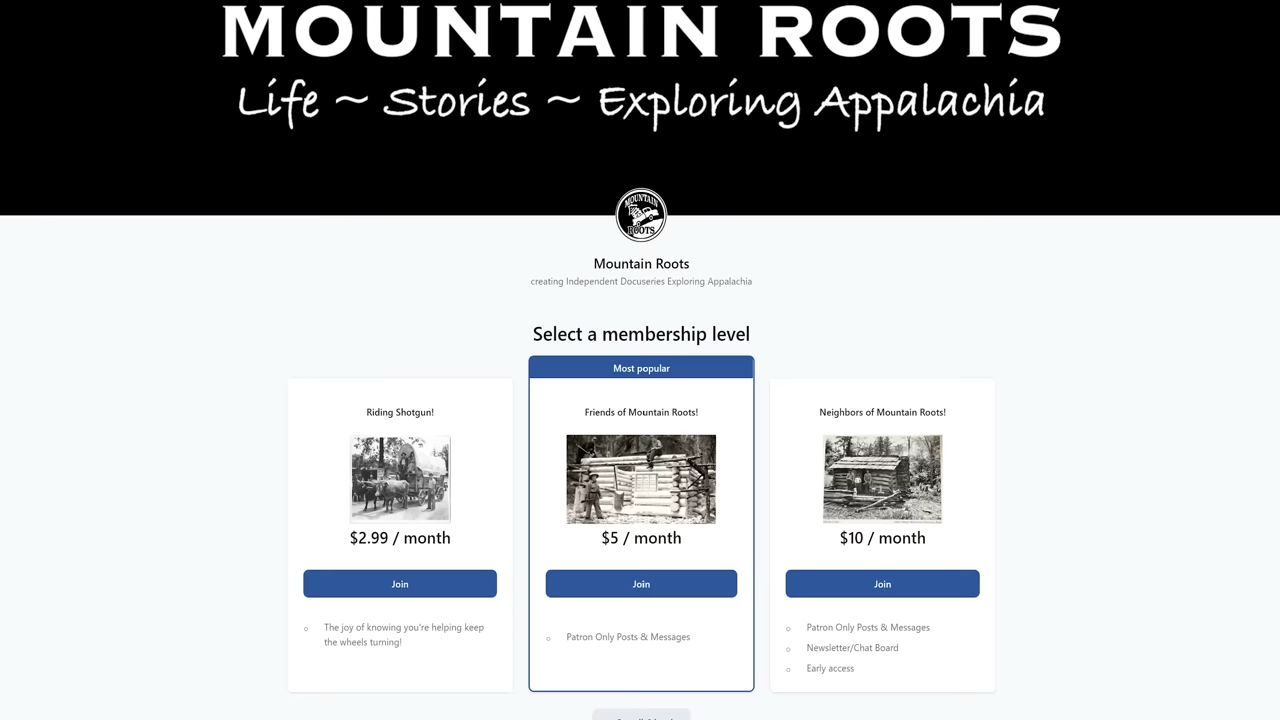 MOUNTAIN ROOTS
Life ~ Stories ~ Exploring Appalachia
MOUNTAIN
ROOTS
Mountain Roots
creating Independent Docuseries Exploring Appalachia
Select a membership level
Most popular
Riding Shotgun!
$2.99 / month
Join
The joy of knowing you're helping keep
the wheels turning!
Friends of Mountain Roots!
$5 / month
Join
Patron Only Posts & Messages
Neighbors of Mountain Roots!
$10 / month
Join
Patron Only Posts & Messages
Newsletter/Chat Board
Early access